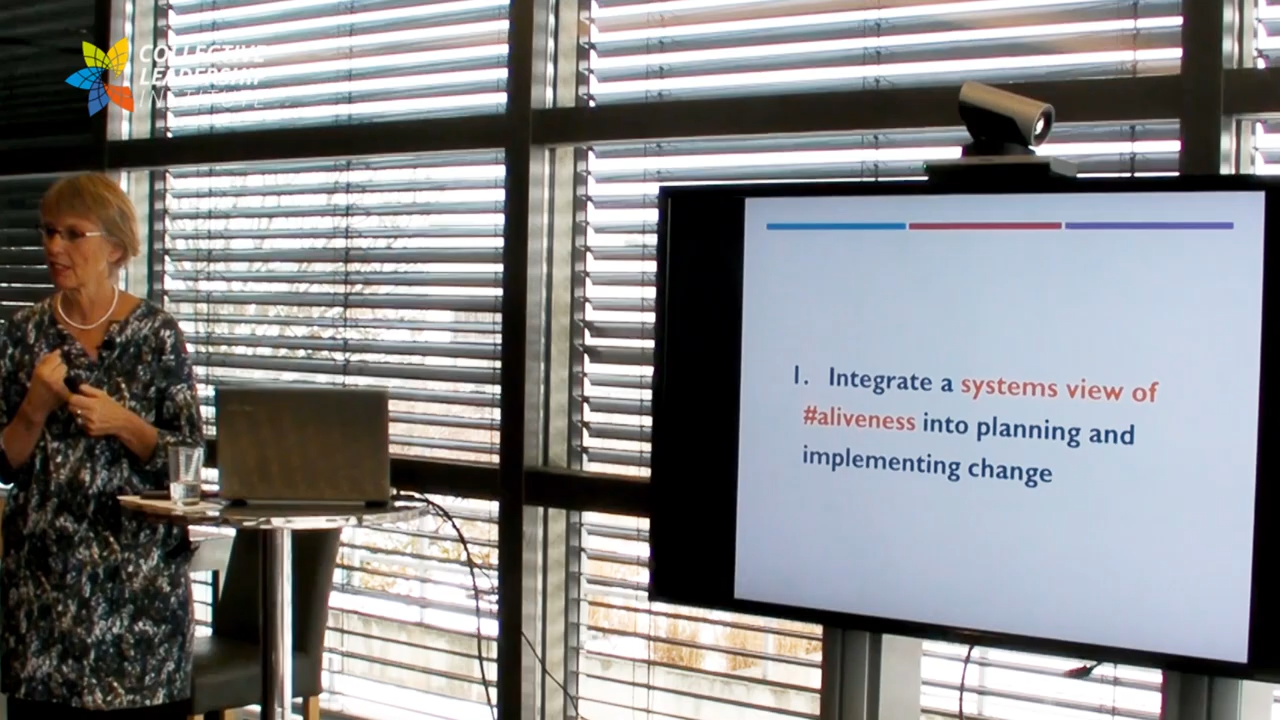 COLLECTIVE
LEADERSHIP
INSTITUTE
1. Integrate a systems view of
#aliveness into planning and
implementing change